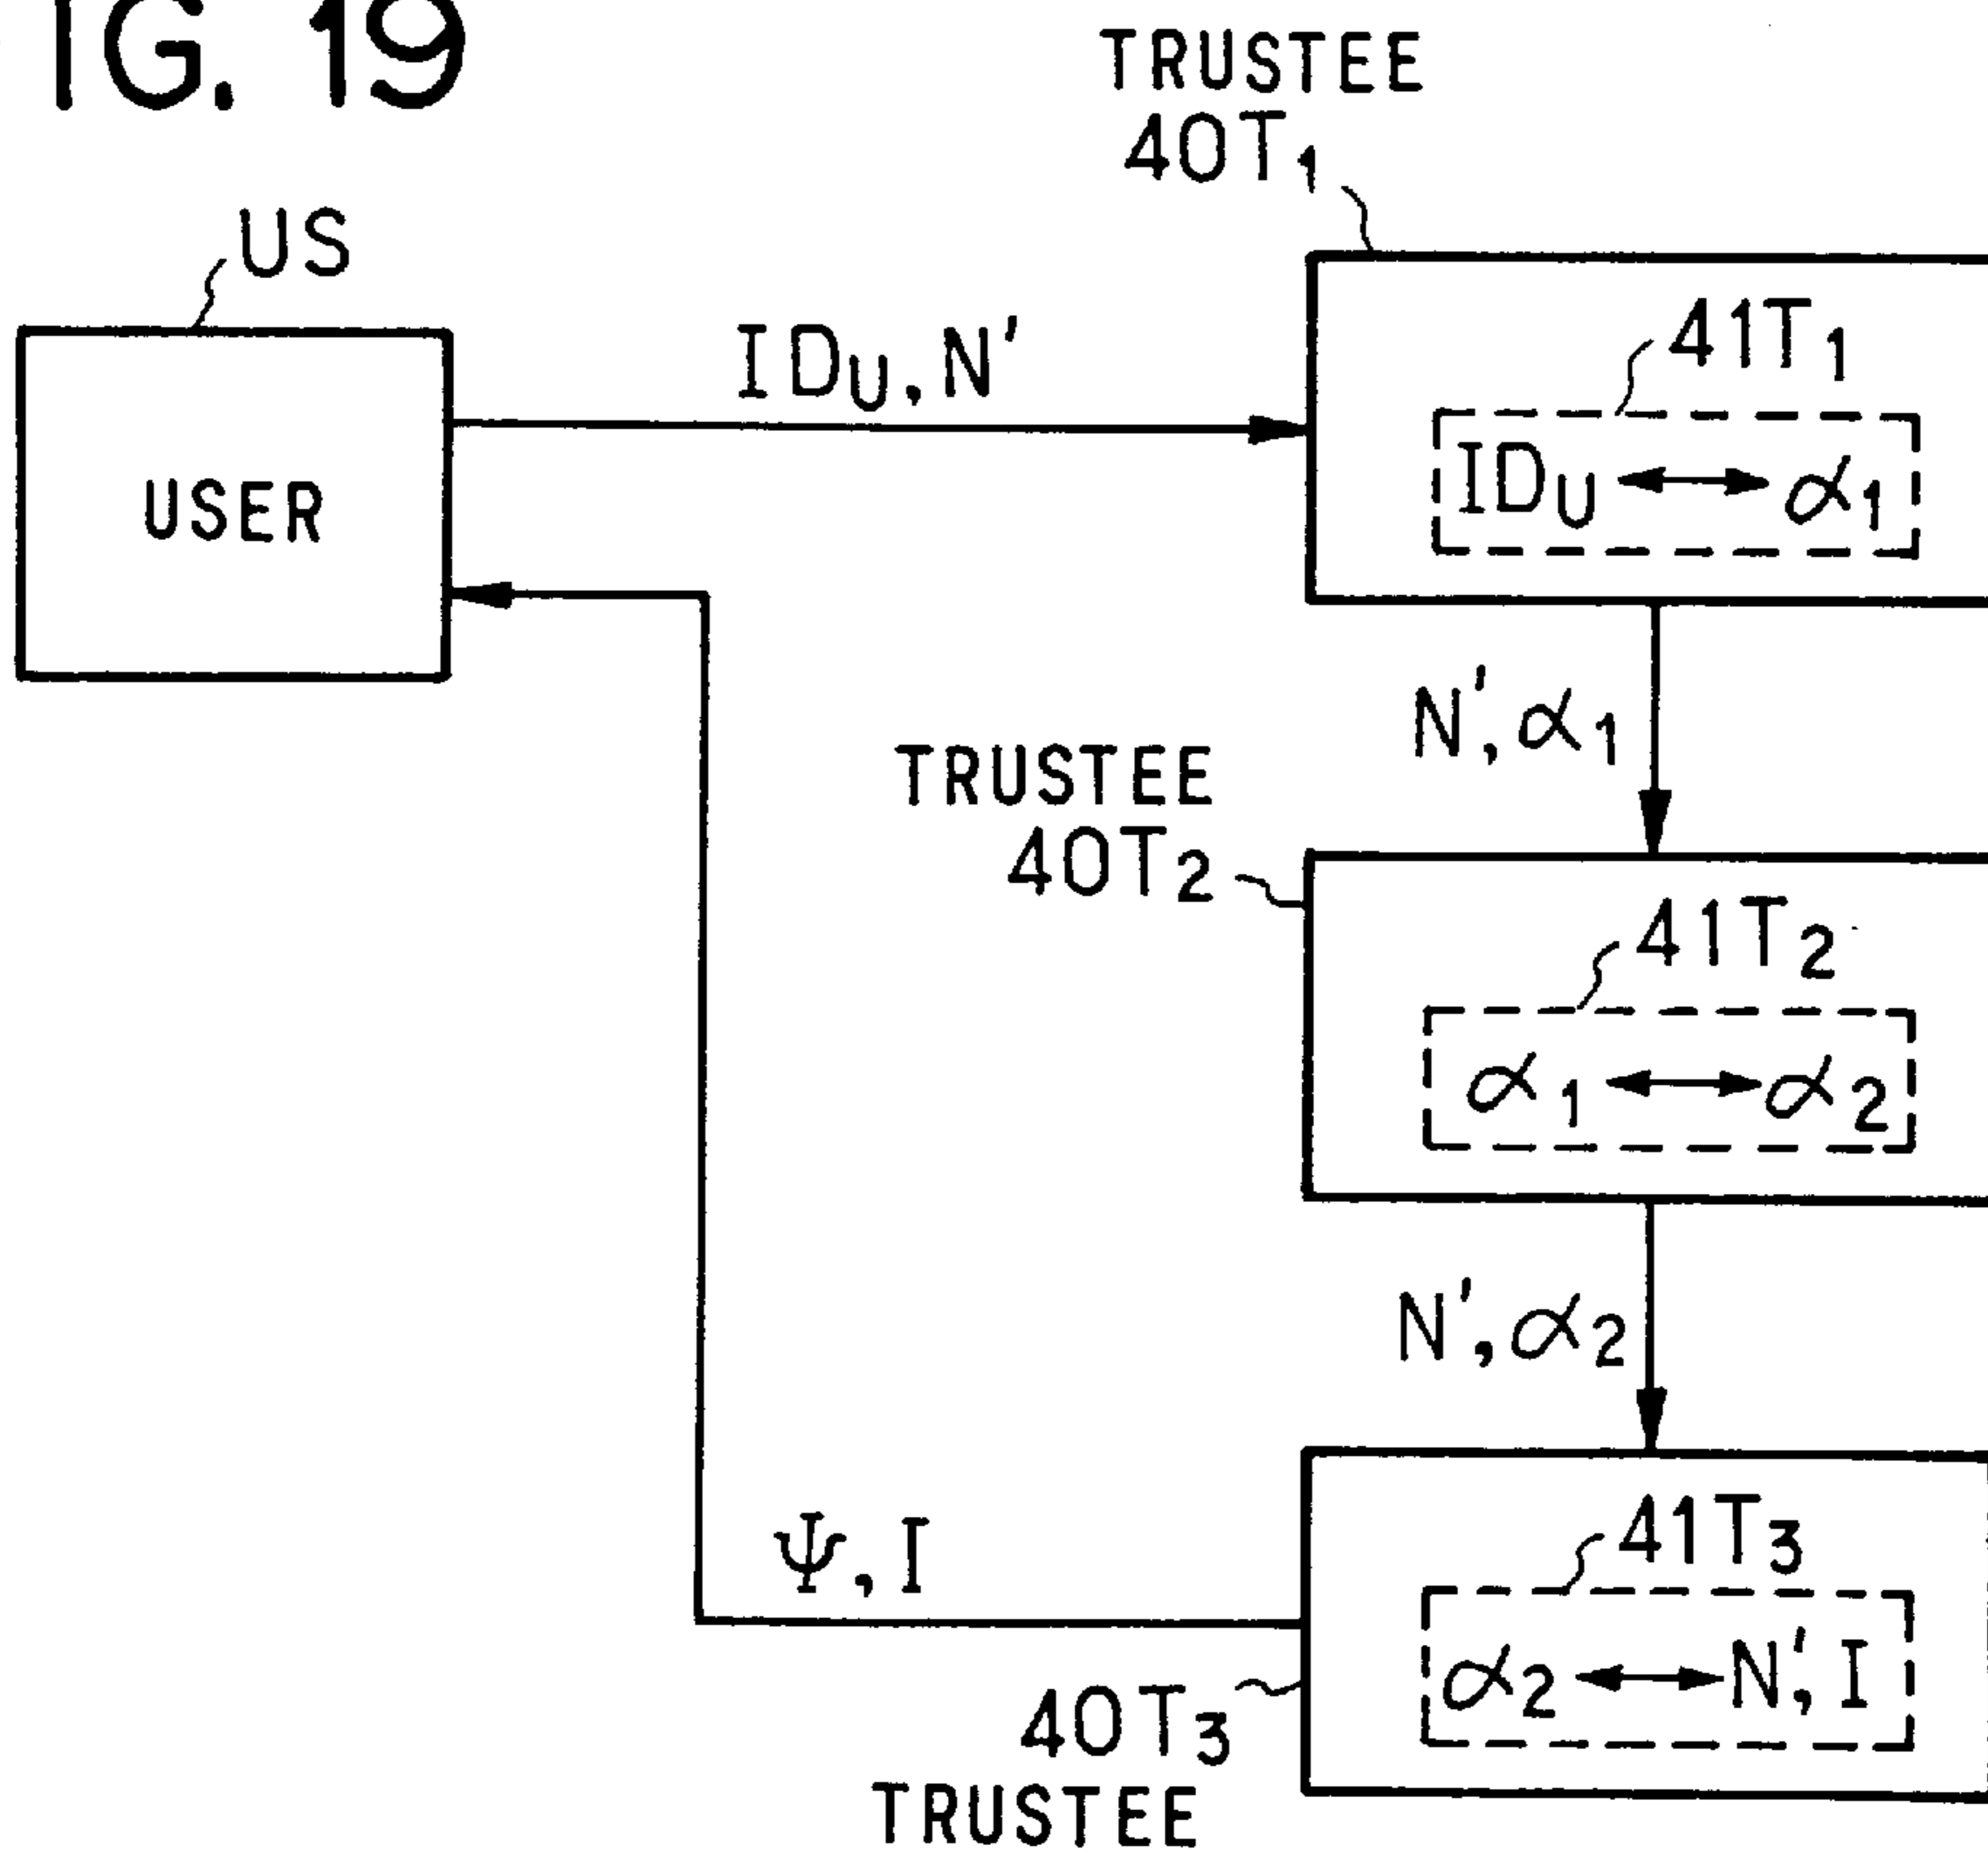 IG. 19
TRUSTEE
40T₁
US
USER
IDᵤ, N'
41T₁
IDᵤ ↔ α₁
N', α₁
TRUSTEE
40T₂
41T₂
α₁ ↔ α₂
N', α₂
41T₃
α₂ ↔ N', I
Ψ, I
40T₃
TRUSTEE